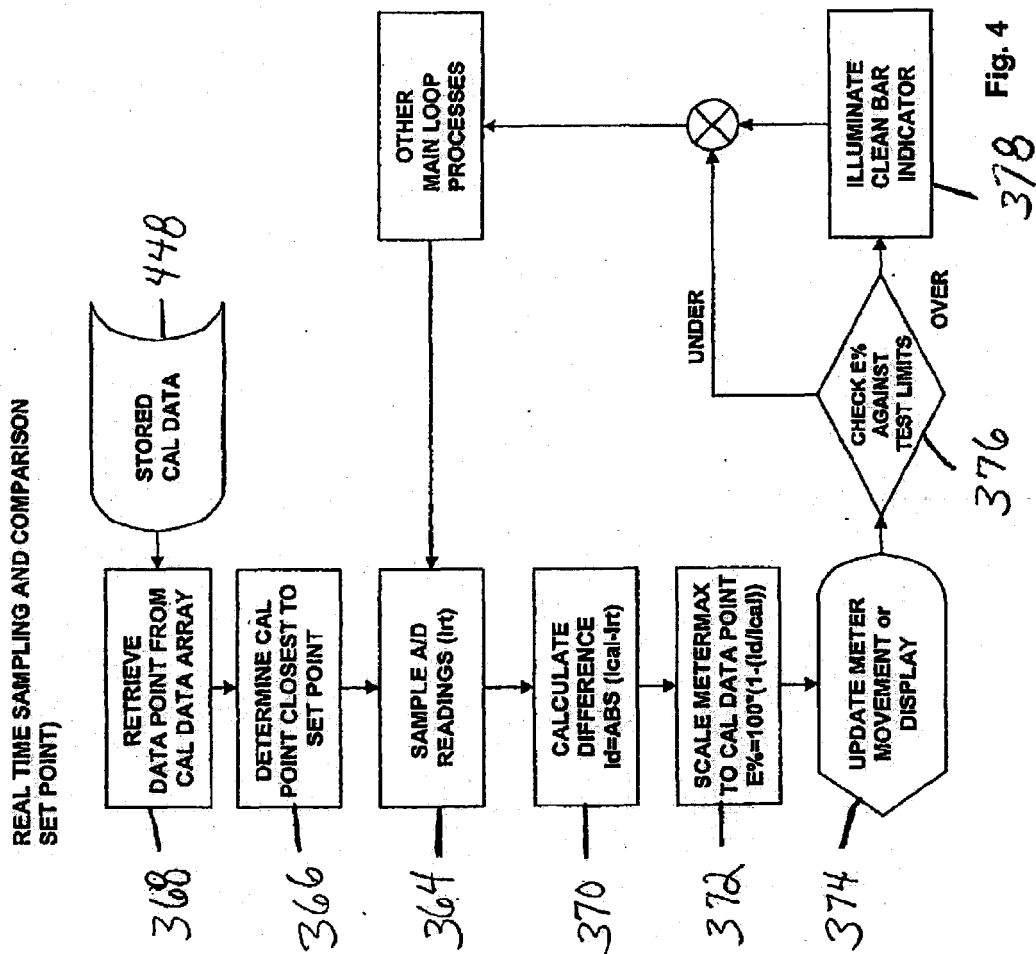 REAL TIME SAMPLING AND COMPARISON
SET POINT)
STORED
CAL DATA
448
RETRIEVE
DATA POINT FROM
CAL DATA ARRAY
368
DETERMINE CAL
POINT CLOSEST TO
SET POINT
366
SAMPLE A/D
READINGS (Irt)
364
OTHER
MAIN LOOP
PROCESSES
CALCULATE
DIFFERENCE
Id=ABS (Ical-Irt)
370
SCALE METERMAX
TO CAL DATA POINT
E%=100*(1-(Id/Ical))
372
UPDATE METER
MOVEMENT or
DISPLAY
374
CHECK E%
AGAINST
TEST LIMITS
376
UNDER
OVER
ILLUMINATE
CLEAN BAR
INDICATOR
378
Fig. 4